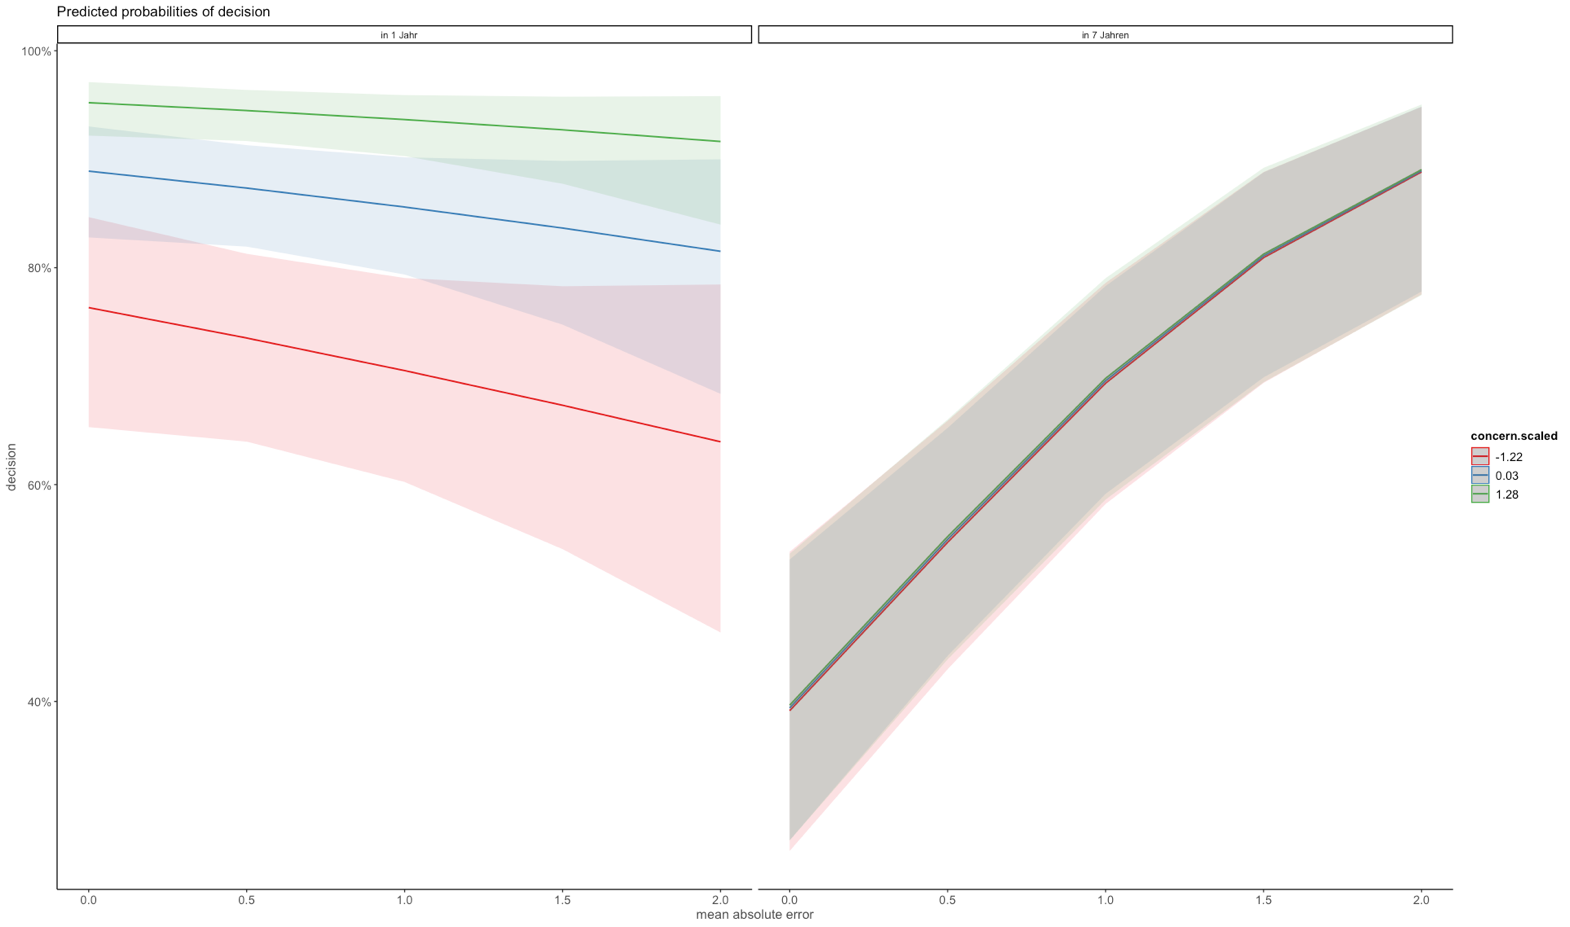 Predicted probabilities of decision
in 1 Jahr
in 7 Jahren
100%
80%
60%
40%
decision
0.0 0.5 1.0 1.5 2.0
0.0 0.5 1.0 1.5 2.0
mean absolute error
concern.scaled
-1.22
0.03
1.28